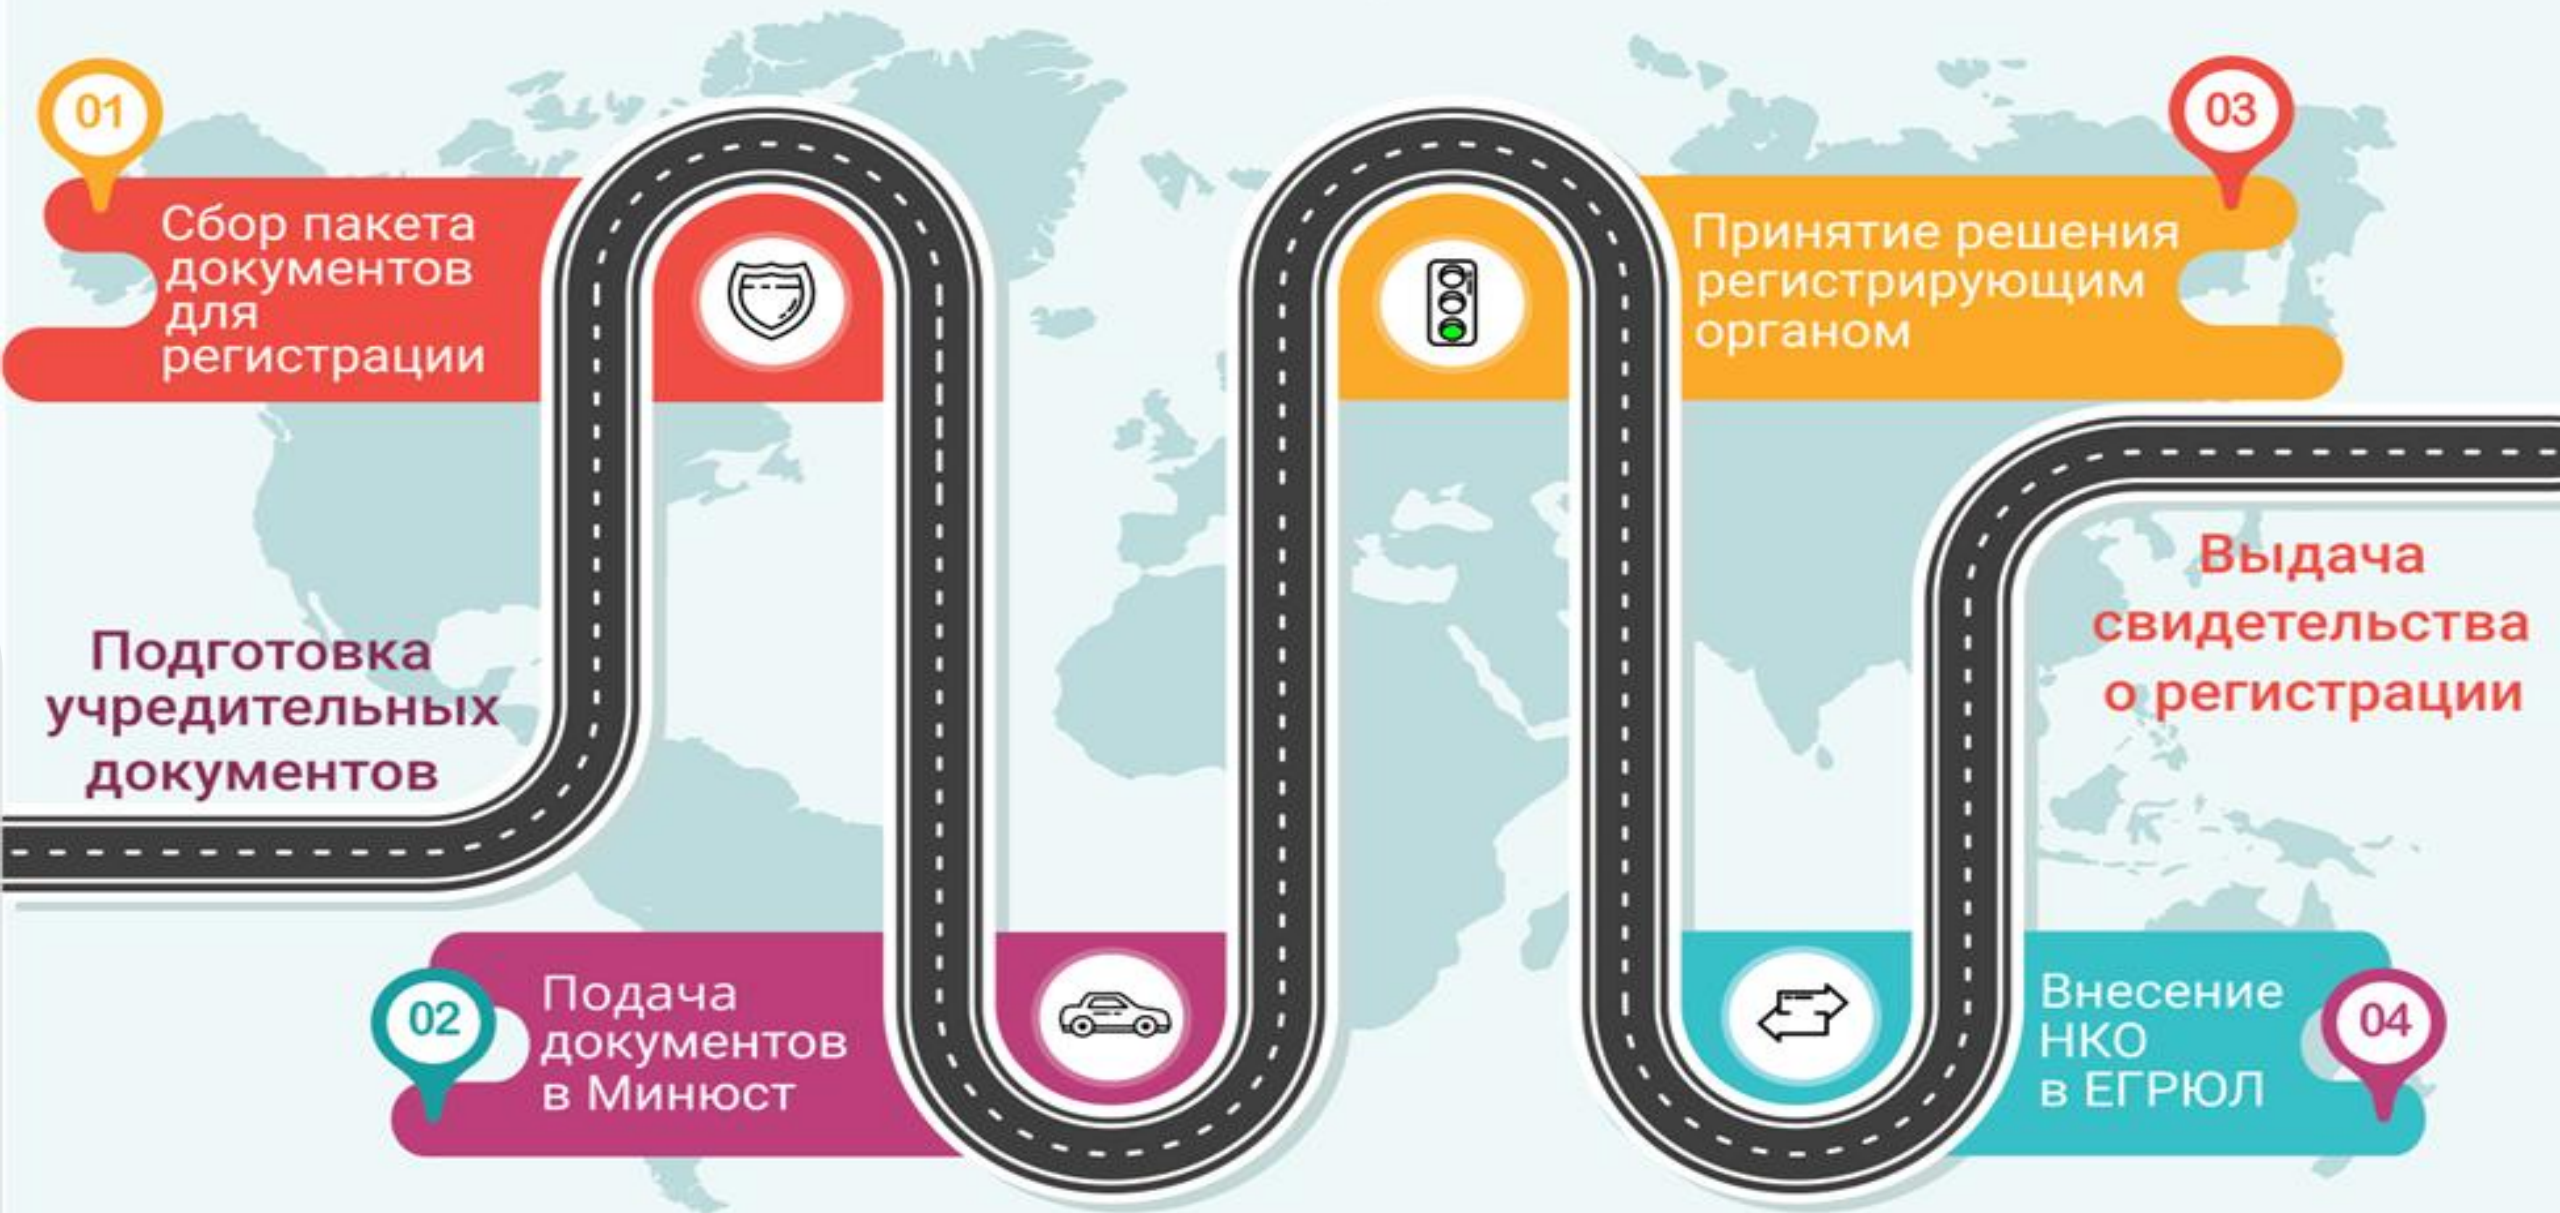 Подготовка
учредительных
документов
01
Сбор пакета
документов
для
регистрации
02
Подача
документов
в Минюст
03
Принятие решения
регистрирующим
органом
04
Внесение
НКО
в ЕГРЮЛ
Выдача
свидетельства
о регистрации